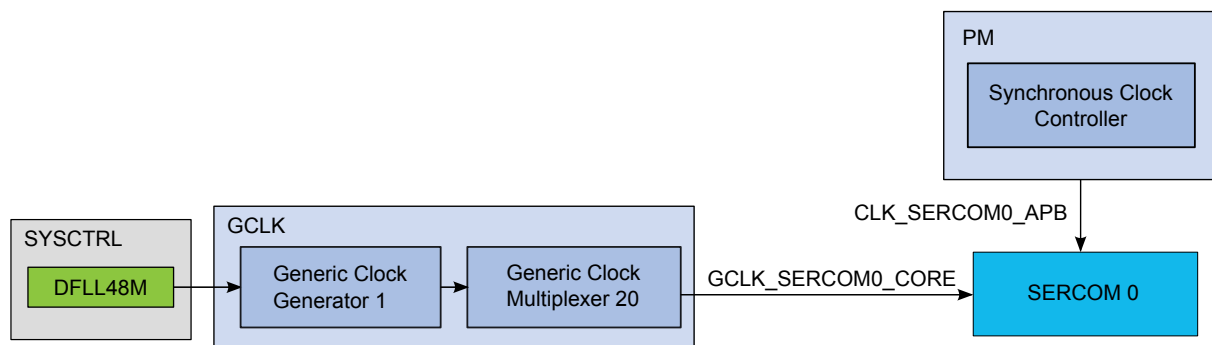 PM
Synchronous Clock
Controller
CLK_SERCOM0_APB
SYSCTRL
DFLL48M
GCLK
Generic Clock
Generator 1
Generic Clock
Multiplexer 20
GCLK_SERCOM0_CORE
SERCOM 0